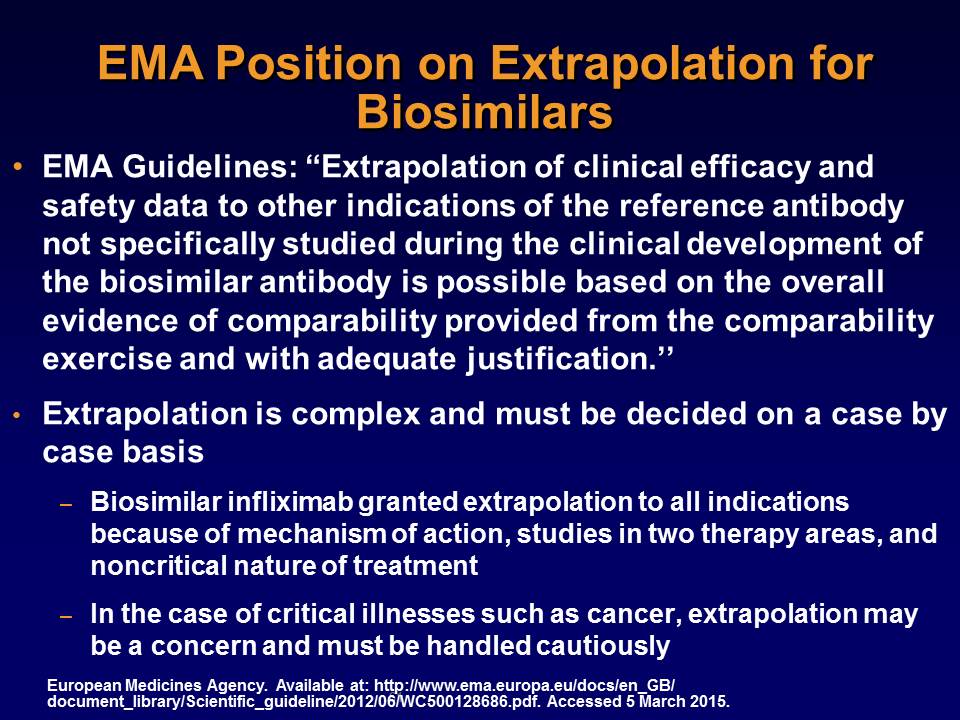 EMA Position on Extrapolation for
Biosimilars
• EMA Guidelines: “Extrapolation of clinical efficacy and
safety data to other indications of the reference antibody
not specifically studied during the clinical development of
the biosimilar antibody is possible based on the overall
evidence of comparability provided from the comparability
exercise and with adequate justification.’’
• Extrapolation is complex and must be decided on a case by
case basis
– Biosimilar infliximab granted extrapolation to all indications
because of mechanism of action, studies in two therapy areas, and
noncritical nature of treatment
– In the case of critical illnesses such as cancer, extrapolation may
be a concern and must be handled cautiously
European Medicines Agency. Available at: http://www.ema.europa.eu/docs/en_GB/
document_library/Scientific_guideline/2012/06/WC500128686.pdf. Accessed 5 March 2015.